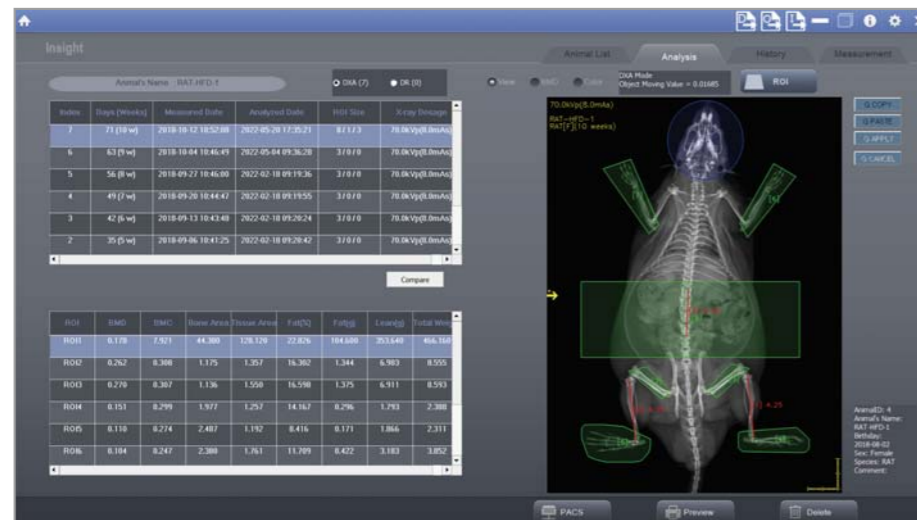 Insight
Animal List Analysis History Measurement
Animal's Name : RAT-HFD-1
DXA (7) DR (0)
View BMD Color
DXA Mode
Object Moving Value = 0.01685
ROI
Index Days (Weeks) Measured Date Analyzed Date ROI Size X-ray Dosage
7 71 (10 w) 2018-10-12 10:52:08 2022-05-20 17:35:21 8/1/3 70.0kVp(8.0mAs)
6 63 (9 w) 2018-10-04 10:46:49 2022-05-04 09:36:20 3/0/0 70.0kVp(8.0mAs)
5 56 (8 w) 2018-09-27 10:46:00 2022-02-18 09:19:36 3/0/0 70.0kVp(8.0mAs)
4 49 (7 w) 2018-09-20 10:44:47 2022-02-18 09:19:55 3/0/0 70.0kVp(8.0mAs)
3 42 (6 w) 2018-09-13 10:43:48 2022-02-18 09:20:24 3/0/0 70.0kVp(8.0mAs)
2 35 (5 w) 2018-09-06 10:41:25 2022-02-18 09:20:42 3/0/0 70.0kVp(8.0mAs)
Compare
ROI BMD BMC Bone Area Tissue Area Fat(%) Fat(g) Lean(g) Total Wei
ROI1 0.178 7.921 44.380 128.120 22.826 104.600 353.640 466.160
ROI2 0.262 0.308 1.175 1.357 16.302 1.344 6.903 8.555
ROI3 0.270 0.307 1.136 1.550 16.598 1.375 6.911 8.593
ROI4 0.151 0.299 1.977 1.257 14.167 0.296 1.793 2.388
ROI5 0.110 0.274 2.487 1.192 8.416 0.171 1.866 2.311
ROI6 0.104 0.247 2.380 1.761 11.709 0.422 3.183 3.852
70.0kVp(8.0mAs)
RAT-HFD-1
RAT[F](10 weeks)
G COPY
G PASTE
G APPLY
G CANCEL
AnimalID: 4
Animal's Name:
RAT-HFD-1
Birthday:
2018-08-02
Sex: Female
Species: RAT
Comment:
PACS Preview Delete